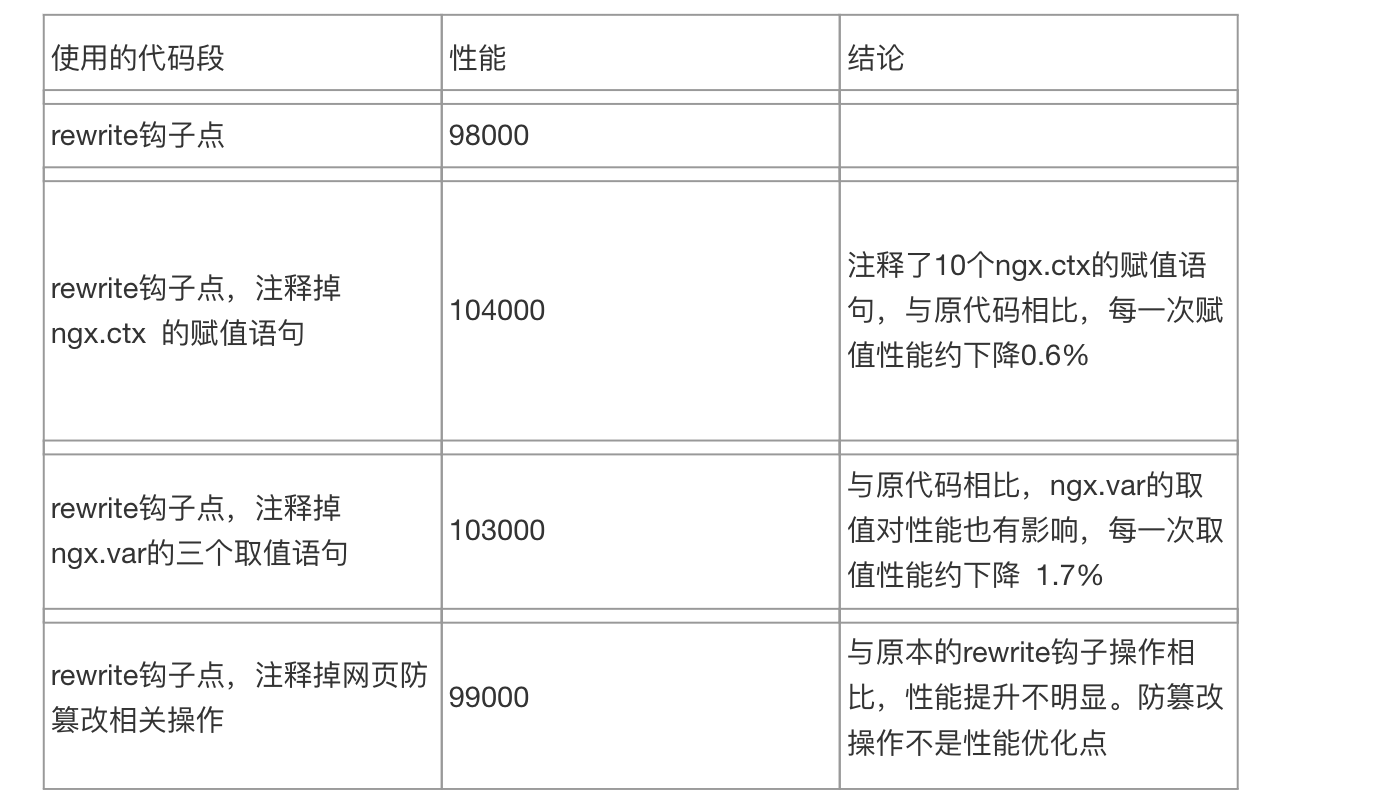 使用的代码段
性能
结论
rewrite钩子点
98000
rewrite钩子点，注释掉
ngx.ctx 的赋值语句
104000
注释了10个ngx.ctx的赋值语
句，与原代码相比，每一次赋
值性能约下降0.6%
rewrite钩子点，注释掉
ngx.var的三个取值语句
103000
与原代码相比，ngx.var的取
值对性能也有影响，每一次取
值性能约下降 1.7%
rewrite钩子点，注释掉网页防
篡改相关操作
99000
与原本的rewrite钩子操作相
比，性能提升不明显。防篡改
操作不是性能优化点